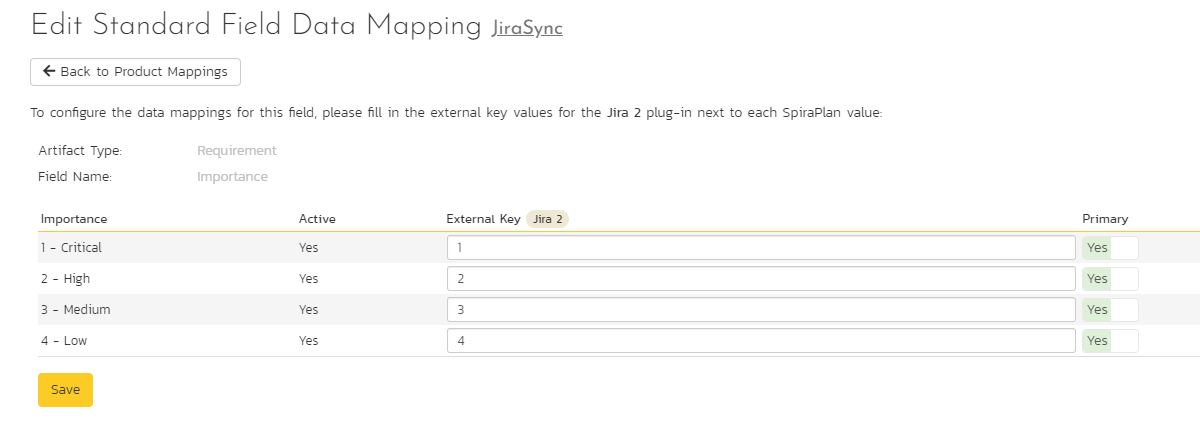 Edit Standard Field Data Mapping JiraSync
← Back to Product Mappings
To configure the data mappings for this field, please fill in the external key values for the Jira 2 plug-in next to each SpiraPlan value:
Artifact Type: Requirement
Field Name: Importance
Importance Active External Key Jira 2 Primary
1 - Critical Yes 1 Yes
2 - High Yes 2 Yes
3 - Medium Yes 3 Yes
4 - Low Yes 4 Yes
Save